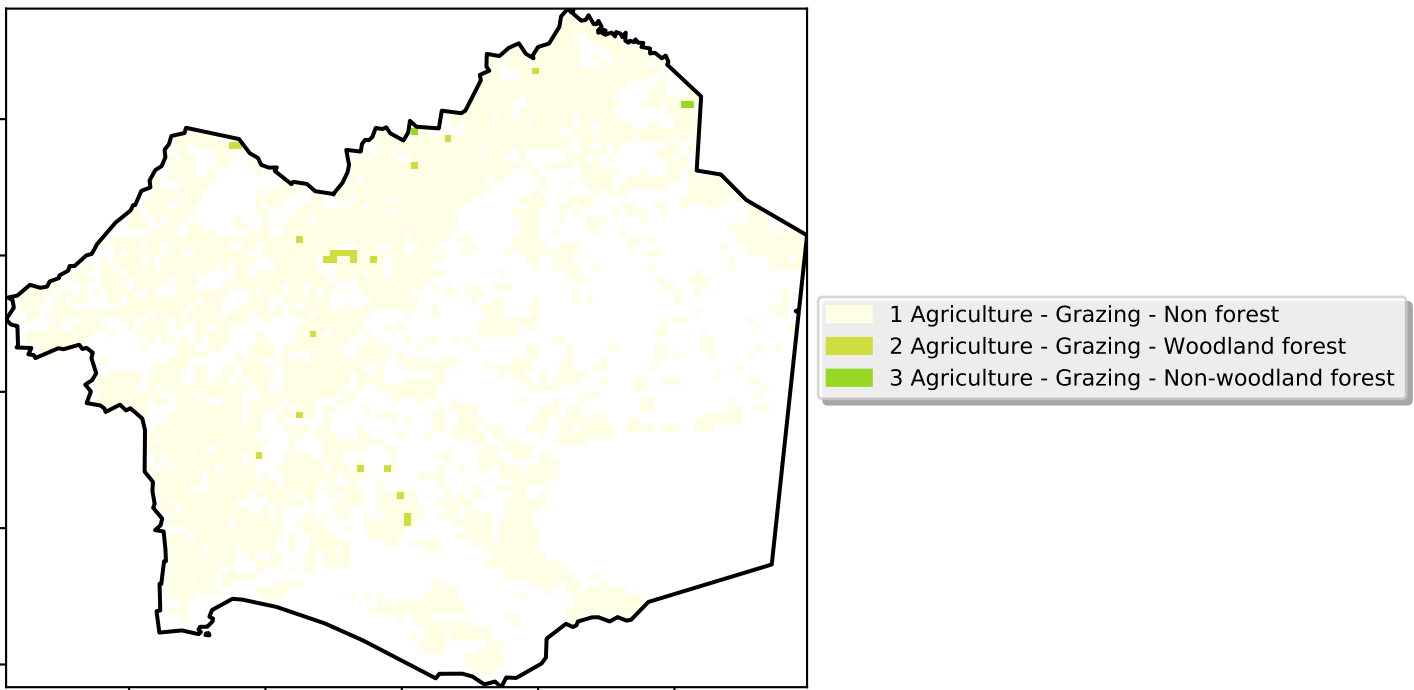 1 Agriculture - Grazing - Non forest
2 Agriculture - Grazing - Woodland forest
3 Agriculture - Grazing - Non-woodland forest